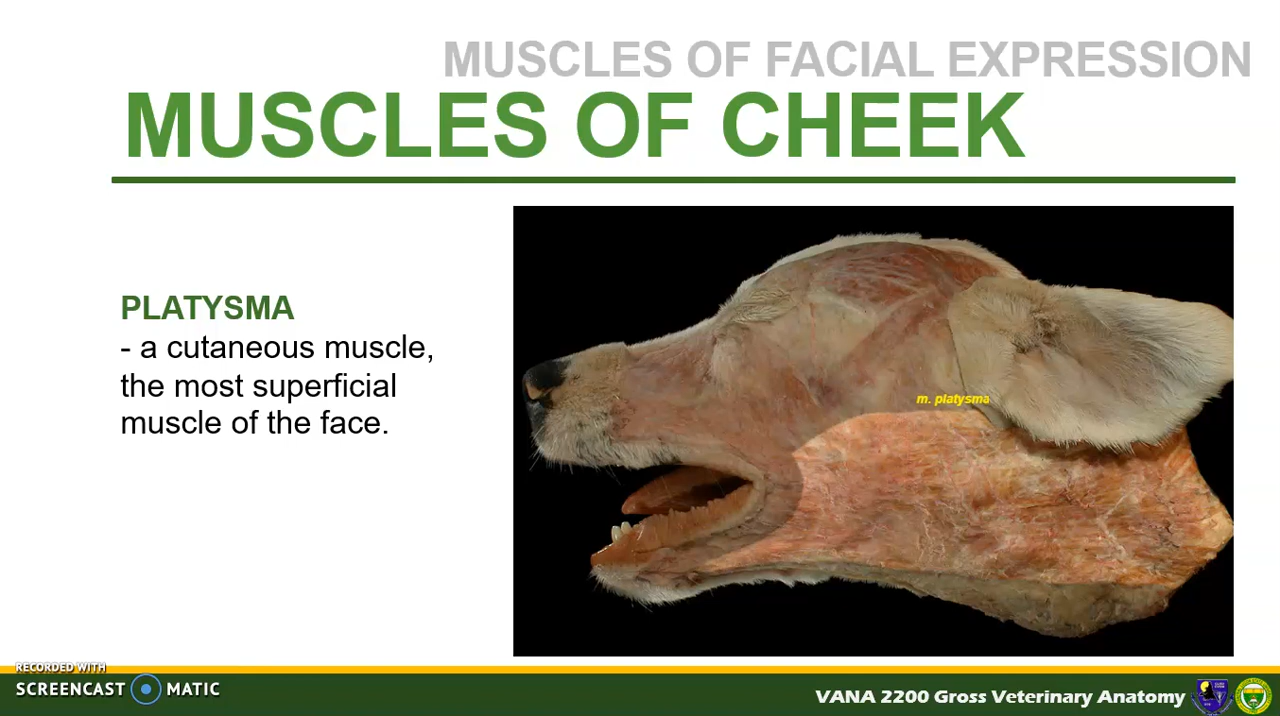 MUSCLES OF FACIAL EXPRESSION
MUSCLES OF CHEEK
PLATYSMA
- a cutaneous muscle,
the most superficial
muscle of the face.
m. platysma
RECORDED WITH
SCREENCAST MATIC
VANA 2200 Gross Veterinary Anatomy